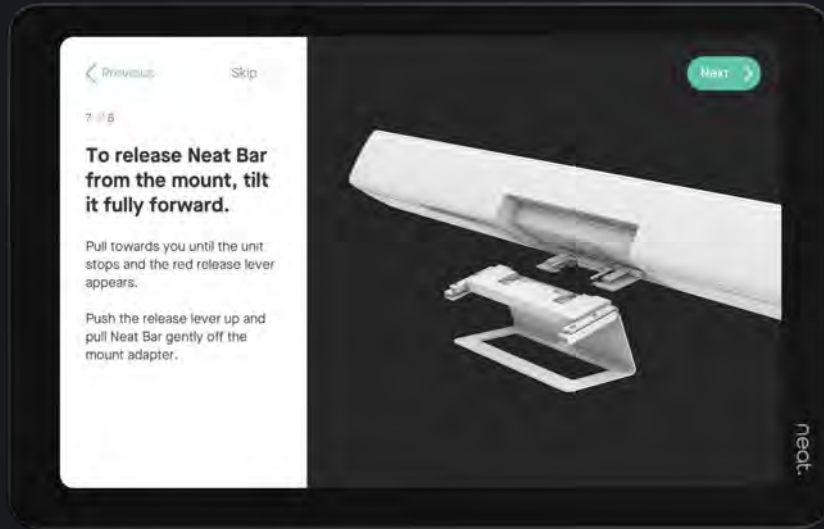 Previous
Skip
Next
7 of 8
To release Neat Bar
from the mount, tilt
it fully forward.
Pull towards you until the unit
stops and the red release lever
appears.
Push the release lever up and
pull Neat Bar gently off the
mount adapter.
neat.